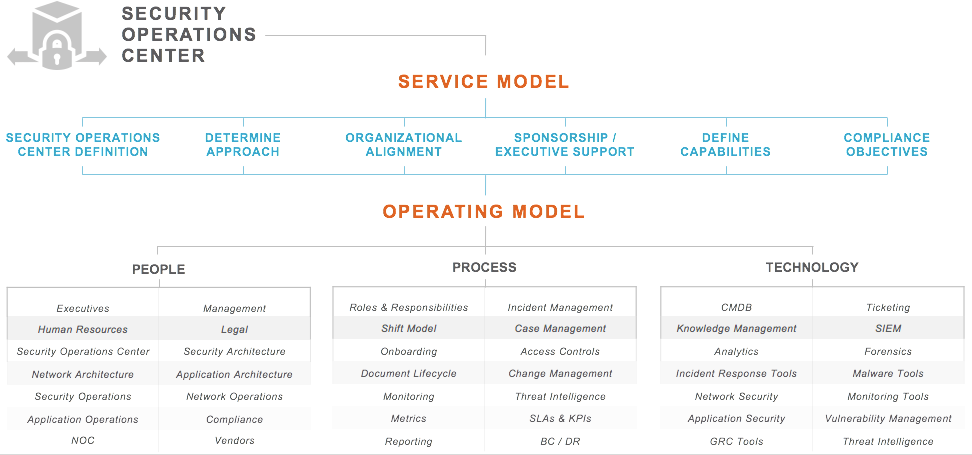 SECURITY
OPERATIONS
CENTER
SERVICE MODEL
SECURITY OPERATIONS
CENTER DEFINITION
DETERMINE
APPROACH
ORGANIZATIONAL
ALIGNMENT
SPONSORSHIP /
EXECUTIVE SUPPORT
DEFINE
CAPABILITIES
COMPLIANCE
OBJECTIVES
OPERATING MODEL
PEOPLE
Executives Management
Human Resources Legal
Security Operations Center Security Architecture
Network Architecture Application Architecture
Security Operations Network Operations
Application Operations Compliance
NOC Vendors
PROCESS
Roles & Responsibilities Incident Management
Shift Model Case Management
Onboarding Access Controls
Document Lifecycle Change Management
Monitoring Threat Intelligence
Metrics SLAs & KPIs
Reporting BC / DR
TECHNOLOGY
CMDB Ticketing
Knowledge Management SIEM
Analytics Forensics
Incident Response Tools Malware Tools
Network Security Monitoring Tools
Application Security Vulnerability Management
GRC Tools Threat Intelligence